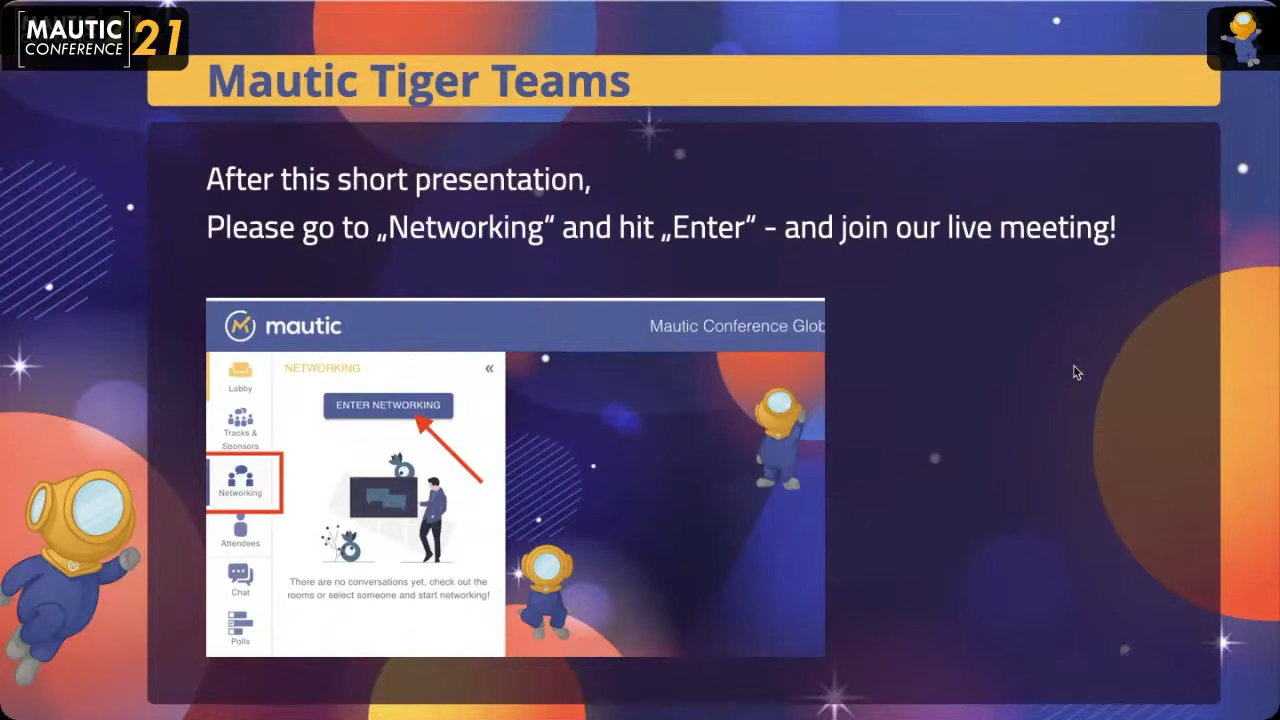 MAUTIC
CONFERENCE
21
Mautic Tiger Teams
After this short presentation,
Please go to „Networking“ and hit „Enter“ - and join our live meeting!
mautic
Mautic Conference Glob
Lobby
Tracks &
Sponsors
Networking
Attendees
Chat
Polls
NETWORKING
«
ENTER NETWORKING
There are no conversations yet, check out the
rooms or select someone and start networking!